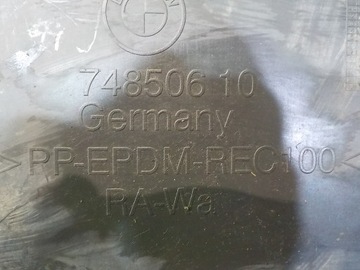 748506 10
Germany
>PP-EPDM-REC100<
RA-Wa